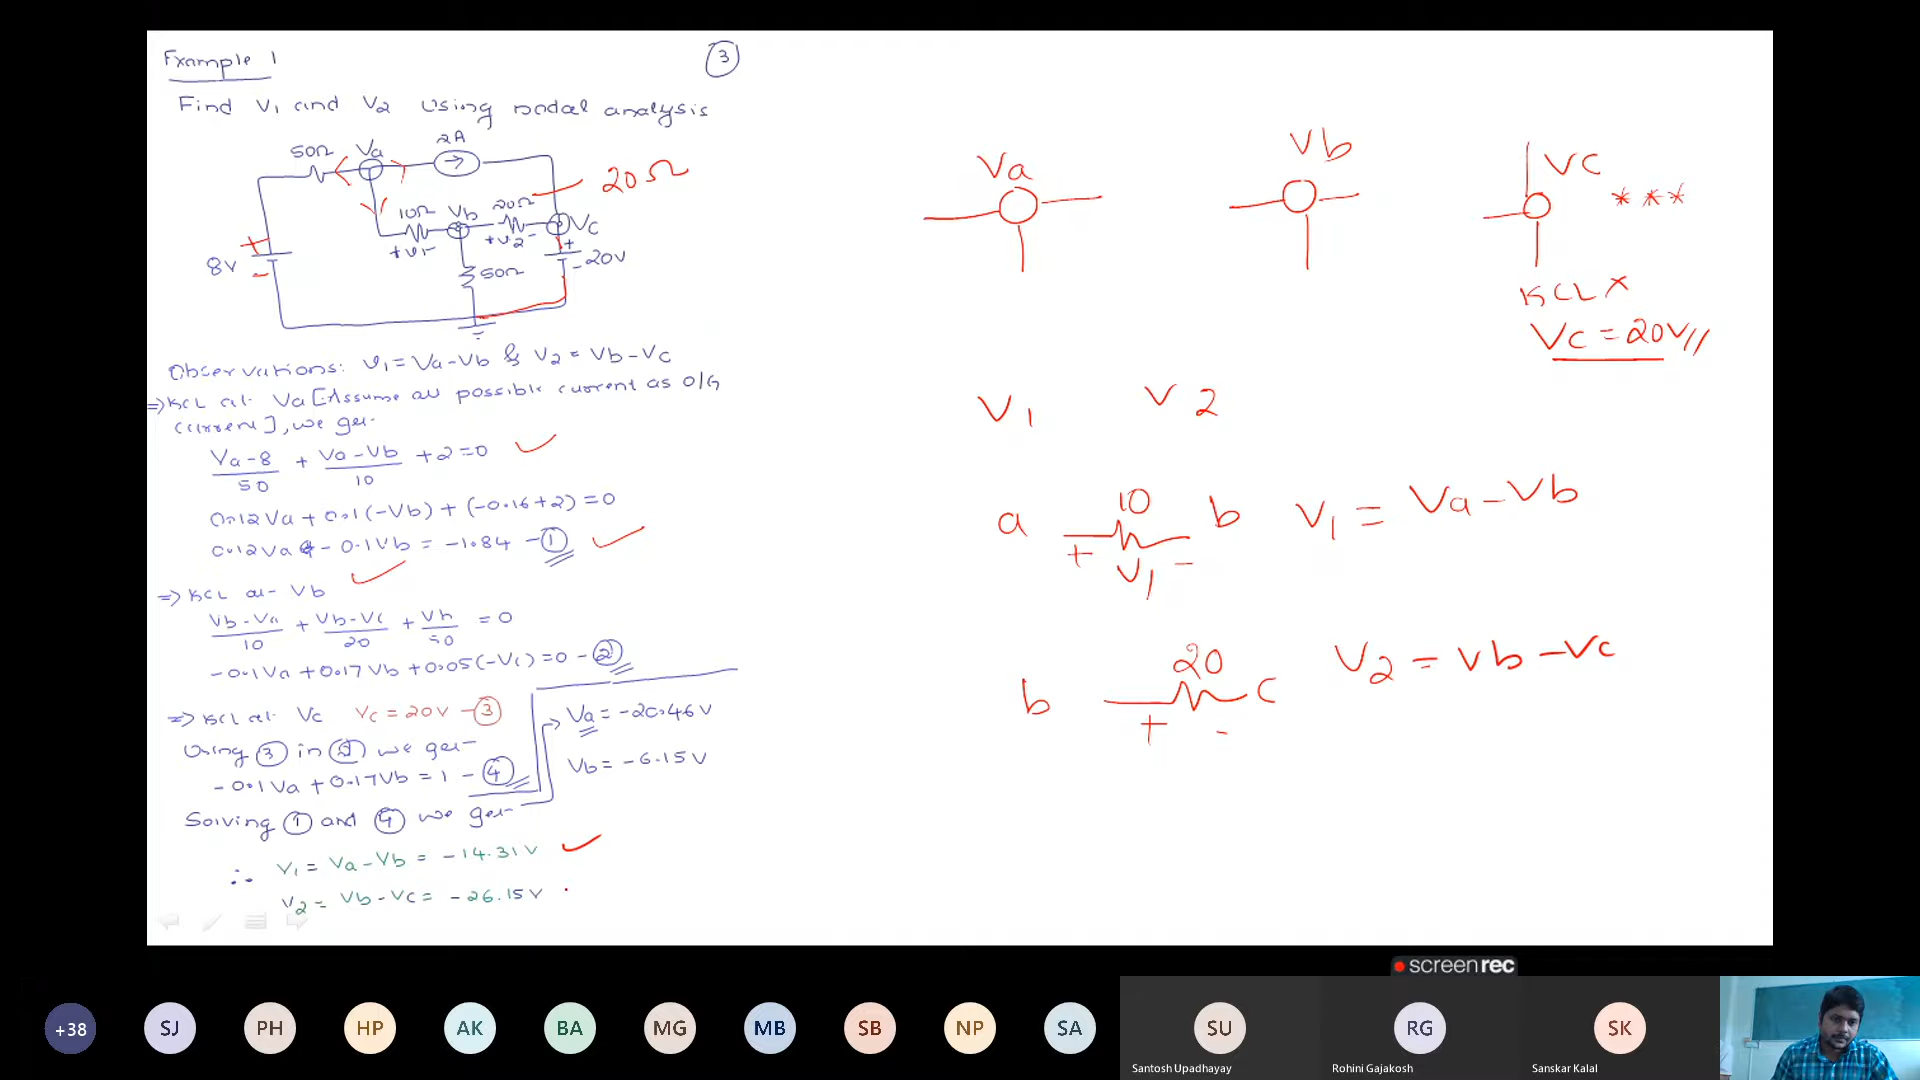 Example 1
3
Find V1 and V2 using nodal analysis
50Ω Va 2A
20Ω
10Ω Vb 20Ω Vc
+V1- +V2- +
8V + - 50Ω - 20V
Observations: V1 = Va-Vb & V2 = Vb-Vc
=> KCL at Va [Assume all possible current as O/G
current], we get
Va-8/50 + Va-Vb/10 + 2 = 0
0.12Va + 0.1(-Vb) + (-0.16+2) = 0
0.12Va - 0.1Vb = -1.84 - 1
=> KCL at Vb
Vb-Va/10 + Vb-Vc/20 + Vb/50 = 0
-0.1Va + 0.17Vb + 0.05(-Vc) = 0 - 2
=> KCL at Vc Vc = 20V - 3
Using 3 in 2 we get
-0.1Va + 0.17Vb = 1 - 4
Solving 1 and 4 we get
Va = -20.46V
Vb = -6.15V
∴ V1 = Va-Vb = -14.31V
V2 = Vb-Vc = -26.15V
Va
Vb
Vc
***
KCL x
Vc = 20V//
V1 V2
a 10 b V1 = Va-Vb
+ V1 -
b 20 c V2 = Vb-Vc
+ -
screenrec
+38 SJ PH HP AK BA MG MB SB NP SA SU RG SK
Santosh Upadhayay Rohini Gajakosh Sanskar Kalal